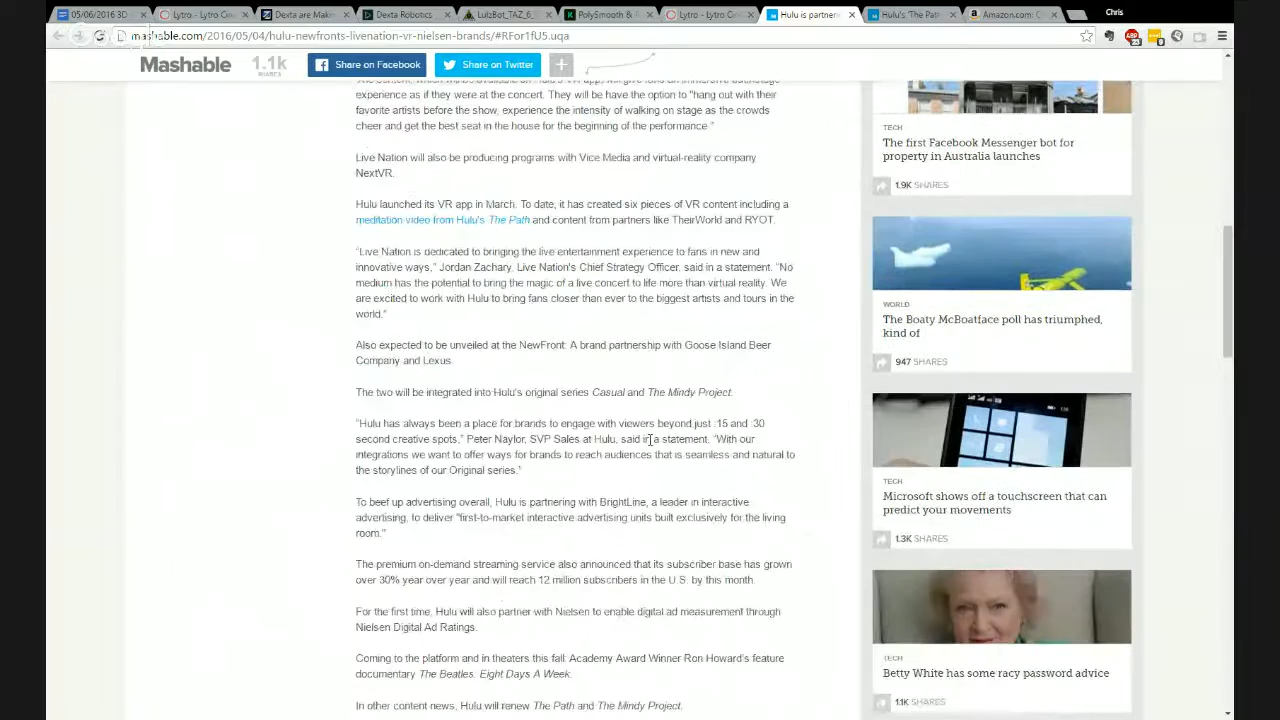 05/06/2016 3D
Lytro - Lytro Cin
Dexta are Makin
Dexta Robotics
LulzBot_TAZ_6_
PolySmooth &
Lytro - Lytro Ci
Hulu is partner
Hulu's 'The Pat
Amazon.com: C
Chris
mashable.com/2016/05/04/hulu-newfronts-livenation-vr-nielsen-brands/#RFor1fU5.uqa
Mashable
1.1k
SHARES
Share on Facebook
Share on Twitter
experience as if they were at the concert. They will be have the option to "hang out with their
favorite artists before the show, experience the intensity of walking on stage as the crowds
cheer and get the best seat in the house for the beginning of the performance."
Live Nation will also be producing programs with Vice Media and virtual-reality company
NextVR.
Hulu launched its VR app in March. To date, it has created six pieces of VR content including a
meditation video from Hulu's The Path and content from partners like TheirWorld and RYOT.
"Live Nation is dedicated to bringing the live entertainment experience to fans in new and
innovative ways," Jordan Zachary, Live Nation's Chief Strategy Officer, said in a statement. "No
medium has the potential to bring the magic of a live concert to life more than virtual reality. We
are excited to work with Hulu to bring fans closer than ever to the biggest artists and tours in the
world."
Also expected to be unveiled at the NewFront: A brand partnership with Goose Island Beer
Company and Lexus.
The two will be integrated into Hulu's original series Casual and The Mindy Project.
"Hulu has always been a place for brands to engage with viewers beyond just :15 and :30
second creative spots," Peter Naylor, SVP Sales at Hulu, said in a statement. "With our
integrations we want to offer ways for brands to reach audiences that is seamless and natural to
the storylines of our Original series."
To beef up advertising overall, Hulu is partnering with BrightLine, a leader in interactive
advertising, to deliver "first-to-market interactive advertising units built exclusively for the living
room."
The premium on-demand streaming service also announced that its subscriber base has grown
over 30% year over year and will reach 12 million subscribers in the U.S. by this month.
For the first time, Hulu will also partner with Nielsen to enable digital ad measurement through
Nielsen Digital Ad Ratings.
Coming to the platform and in theaters this fall: Academy Award Winner Ron Howard's feature
documentary The Beatles: Eight Days A Week.
In other content news, Hulu will renew The Path and The Mindy Project.
TECH
The first Facebook Messenger bot for
property in Australia launches
1.9K SHARES
WORLD
The Boaty McBoatface poll has triumphed,
kind of
947 SHARES
TECH
Microsoft shows off a touchscreen that can
predict your movements
1.3K SHARES
TECH
Betty White has some racy password advice
1.1K SHARES